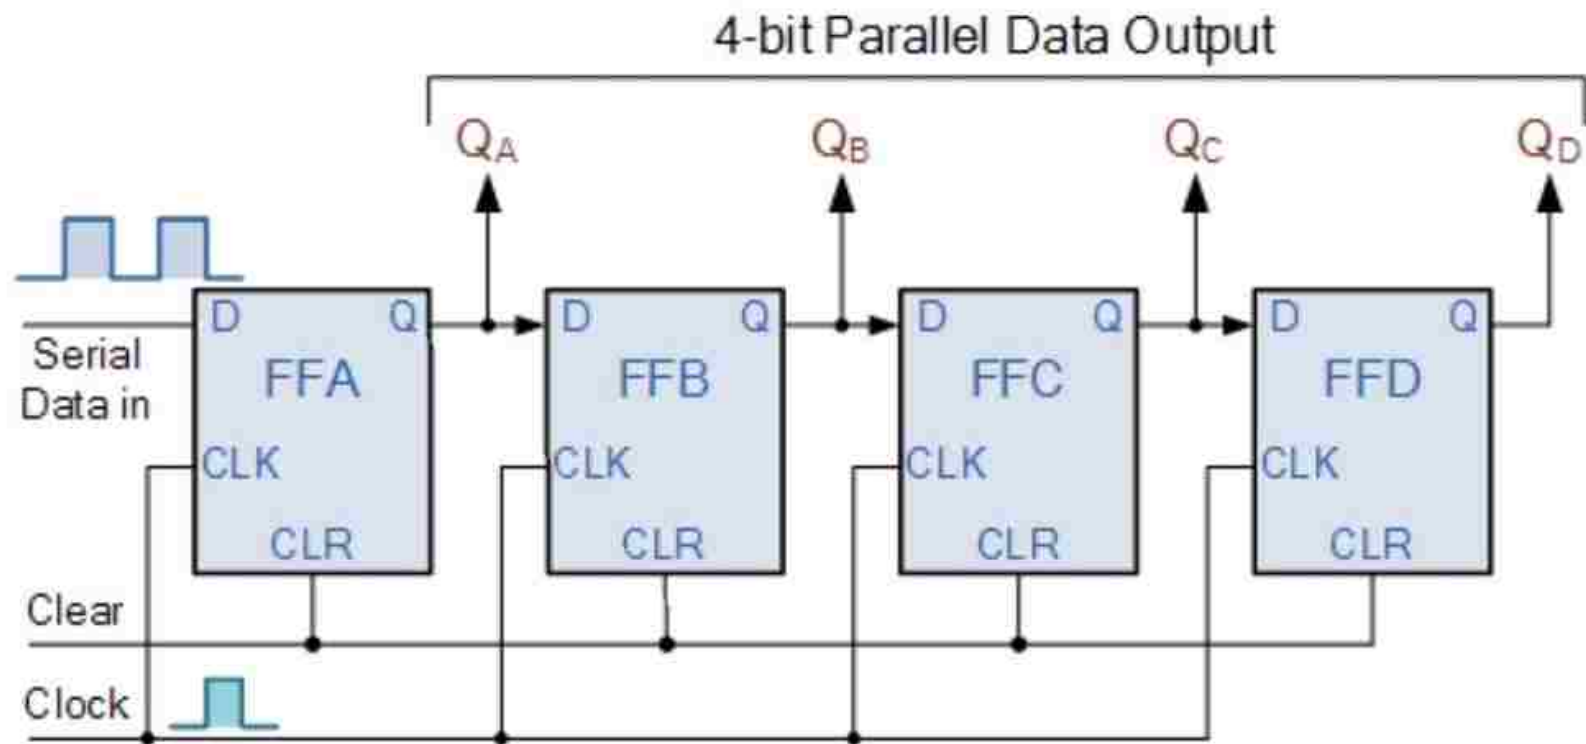 4-bit Parallel Data Output
QA QB QC QD
D Q D Q D Q D Q
Serial
Data in
FFA FFB FFC FFD
CLK CLK CLK CLK
CLR CLR CLR CLR
Clear
Clock